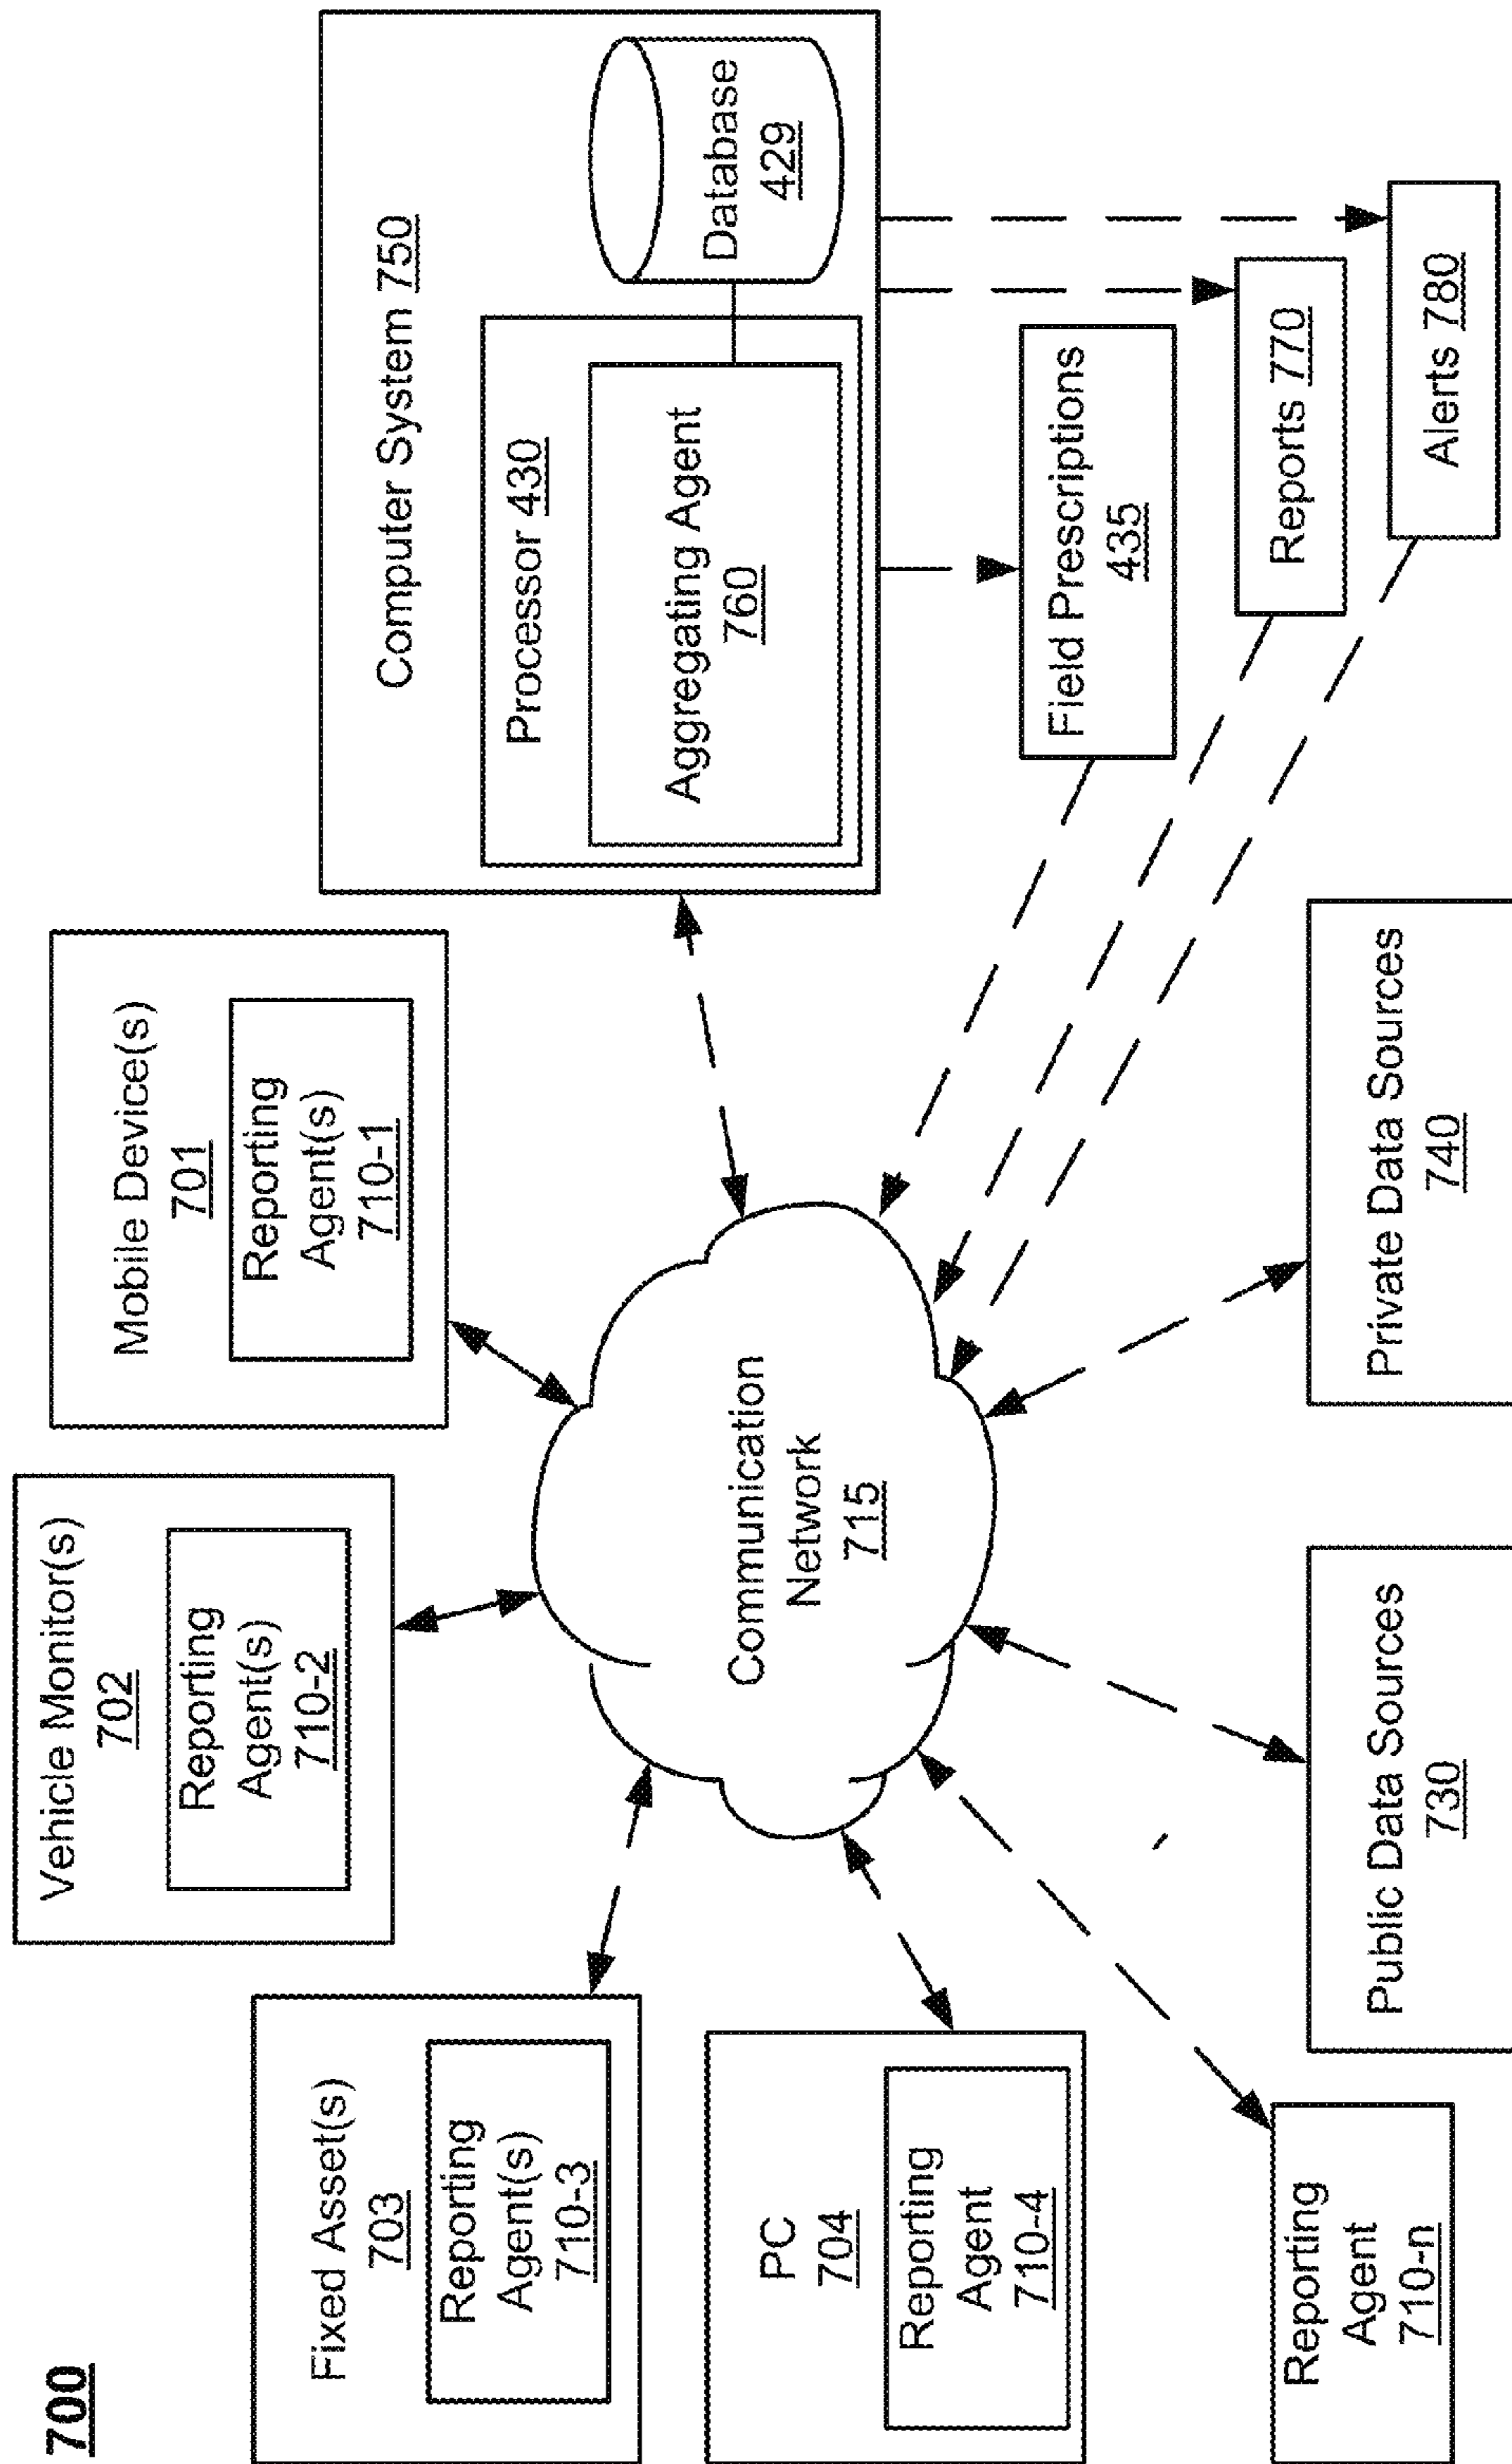 700
Vehicle Monitor(s)
702
Reporting
Agent(s)
710-2
Mobile Device(s)
701
Reporting
Agent(s)
710-1
Fixed Asset(s)
703
Reporting
Agent(s)
710-3
Computer System 750
Processor 430
Aggregating Agent
760
Database
429
PC
704
Reporting
Agent
710-4
Communication
Network
715
Field Prescriptions
435
Reports 770
Alerts 780
Reporting
Agent
710-n
Public Data Sources
730
Private Data Sources
740